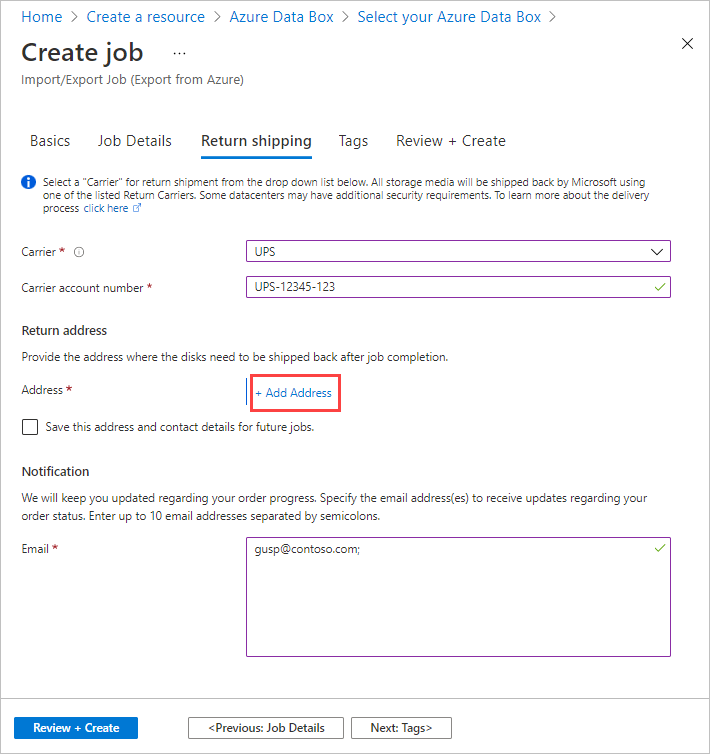 Home > Create a resource > Azure Data Box > Select your Azure Data Box >
Create job ...
Import/Export Job (Export from Azure)
Basics Job Details Return shipping Tags Review + Create
Select a "Carrier" for return shipment from the drop down list below. All storage media will be shipped back by Microsoft using
one of the listed Return Carriers. Some datacenters may have additional security requirements. To learn more about the delivery
process click here
Carrier * UPS
Carrier account number * UPS-12345-123
Return address
Provide the address where the disks need to be shipped back after job completion.
Address * + Add Address
Save this address and contact details for future jobs.
Notification
We will keep you updated regarding your order progress. Specify the email address(es) to receive updates regarding your
order status. Enter up to 10 email addresses separated by semicolons.
Email * gusp@contoso.com;
Review + Create <Previous: Job Details Next: Tags>